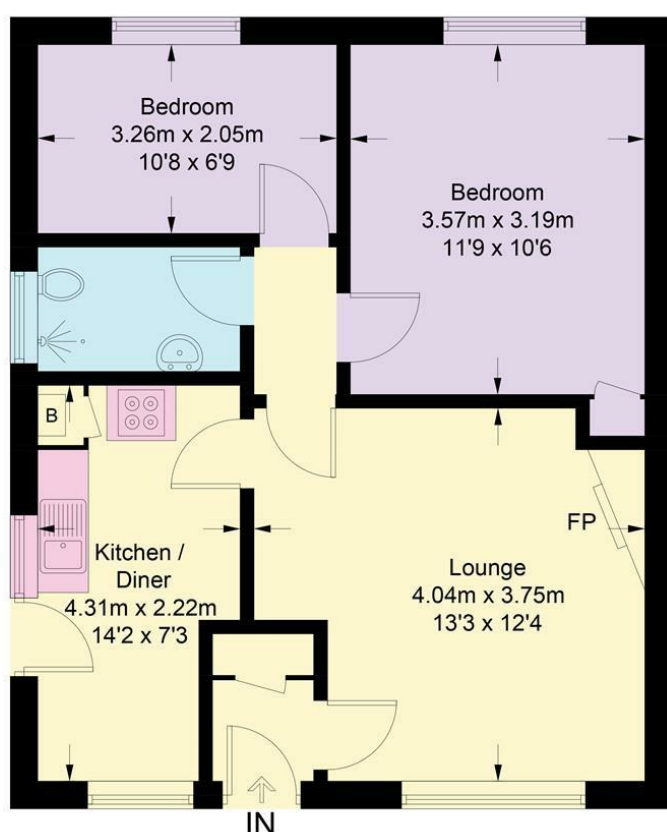 Bedroom
3.26m x 2.05m
10'8 x 6'9
Bedroom
3.57m x 3.19m
11'9 x 10'6
B
Kitchen /
Diner
4.31m x 2.22m
14'2 x 7'3
FP
Lounge
4.04m x 3.75m
13'3 x 12'4
IN